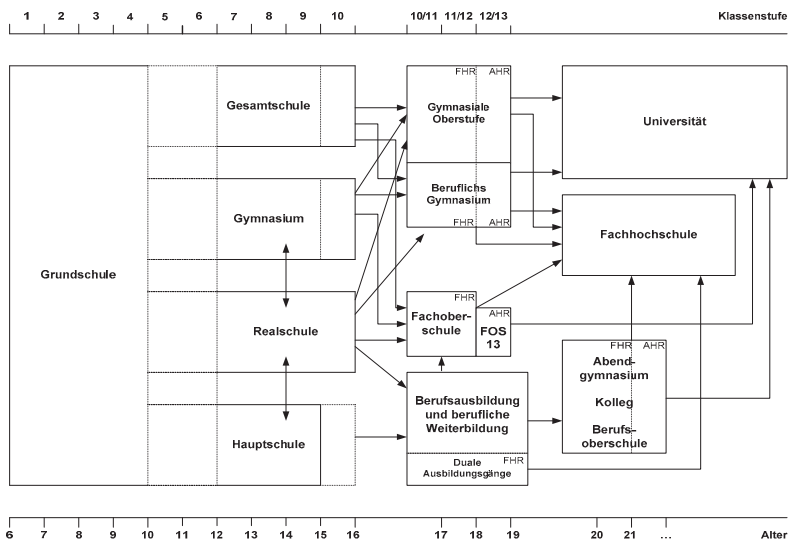 1 2 3 4 5 6 7 8 9 10 10/11 11/12 12/13 Klassenstufe
FHR AHR
Gesamtschule
Gymnasiale
Oberstufe
Universität
Beruflichs
Gymnasium
FHR AHR
Gymnasium
Fachhochschule
Grundschule
FHR
Fachober-
schule
AHR
FOS
13
Realschule
FHR AHR
Abend-
gymnasium
Kolleg
Berufs-
oberschule
Berufsausbildung
und berufliche
Weiterbildung
Hauptschule
Duale
Ausbildungsgänge
FHR
6 7 8 9 10 11 12 13 14 15 16 17 18 19 20 21 ... Alter